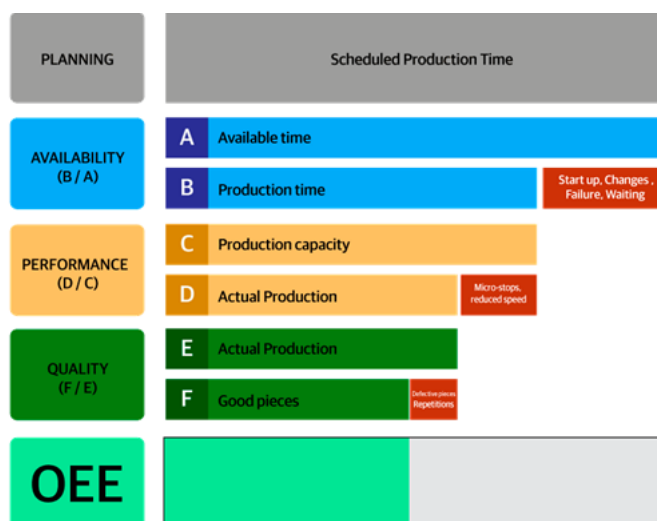 PLANNING
Scheduled Production Time
AVAILABILITY
(B / A)
A
Available time
B
Production time
Start up, Changes ,
Failure, Waiting
PERFORMANCE
(D / C)
C
Production capacity
D
Actual Production
Micro-stops,
reduced speed
QUALITY
(F / E)
E
Actual Production
F
Good pieces
Defective pieces
Repetitions
OEE